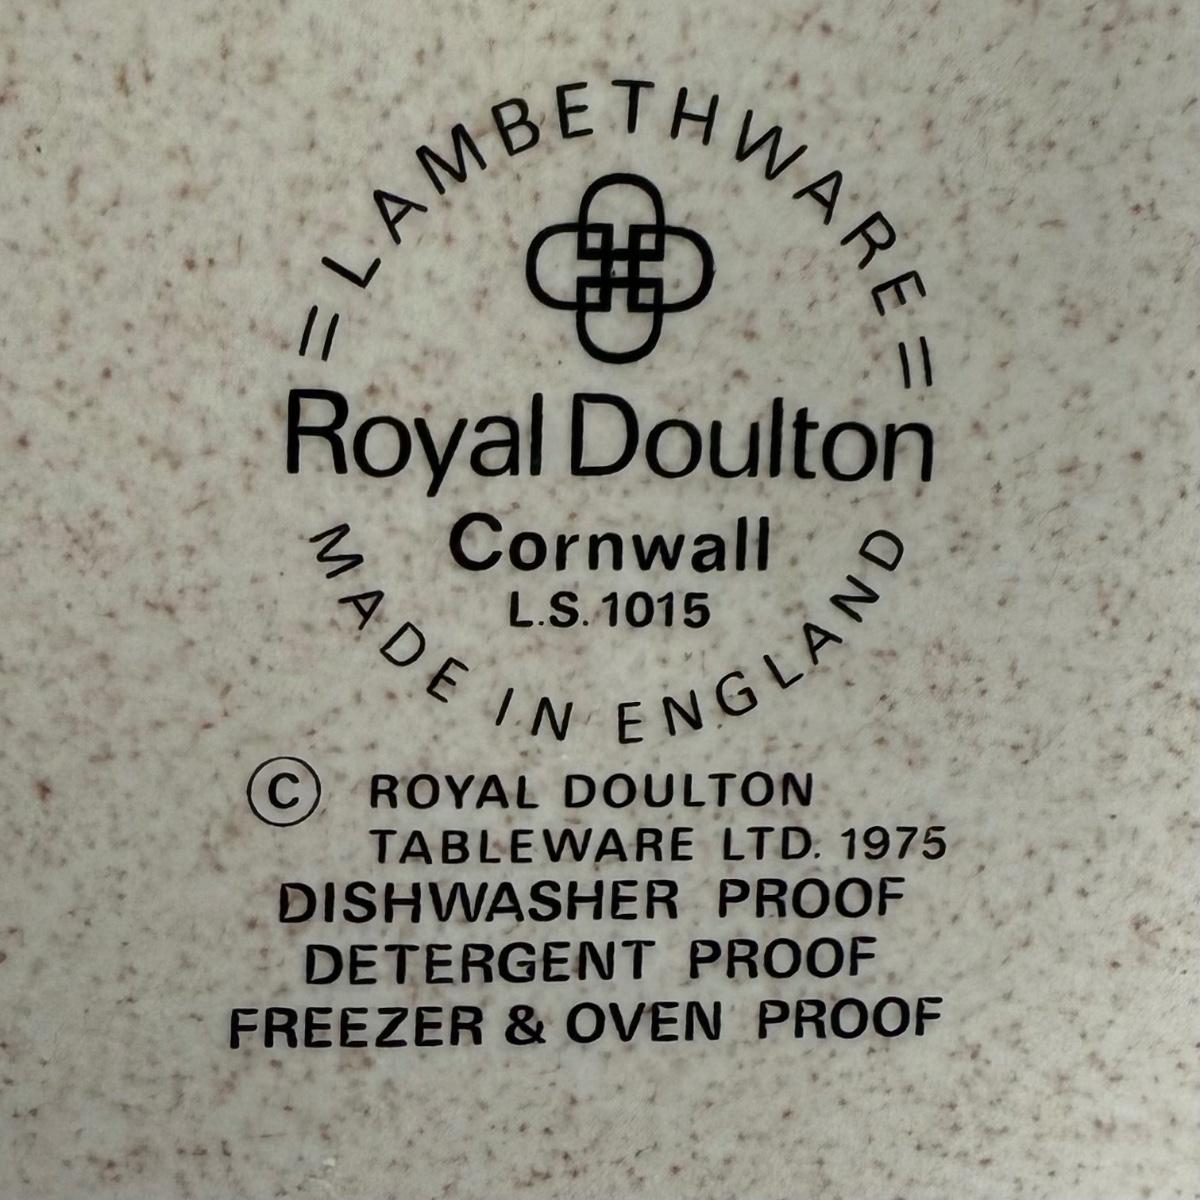 =LAMBETHWARE=
Royal Doulton
Cornwall
L.S. 1015
MADE IN ENGLAND
© ROYAL DOULTON
TABLEWARE LTD. 1975
DISHWASHER PROOF
DETERGENT PROOF
FREEZER & OVEN PROOF